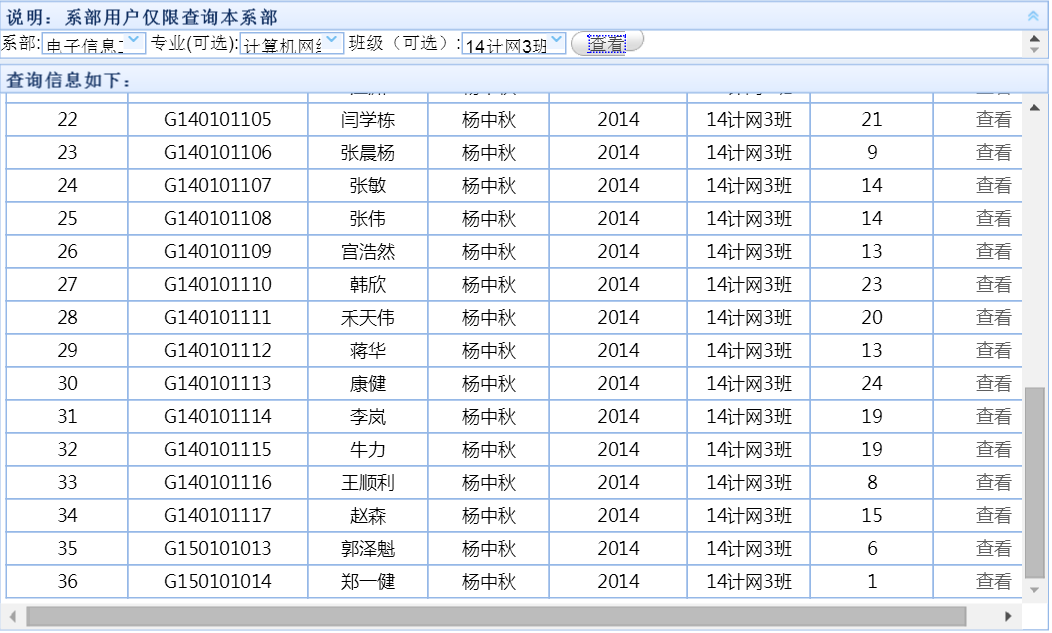 说明：系部用户仅限查询本系部
系部: 电子信息工 专业(可选): 计算机网络 班级（可选）: 14计网3班 查看
查询信息如下：
22 G140101105 闫学栋 杨中秋 2014 14计网3班 21 查看
23 G140101106 张晨杨 杨中秋 2014 14计网3班 9 查看
24 G140101107 张敏 杨中秋 2014 14计网3班 14 查看
25 G140101108 张伟 杨中秋 2014 14计网3班 14 查看
26 G140101109 宫浩然 杨中秋 2014 14计网3班 13 查看
27 G140101110 韩欣 杨中秋 2014 14计网3班 23 查看
28 G140101111 禾天伟 杨中秋 2014 14计网3班 20 查看
29 G140101112 蒋华 杨中秋 2014 14计网3班 13 查看
30 G140101113 康健 杨中秋 2014 14计网3班 24 查看
31 G140101114 李岚 杨中秋 2014 14计网3班 19 查看
32 G140101115 牛力 杨中秋 2014 14计网3班 19 查看
33 G140101116 王顺利 杨中秋 2014 14计网3班 8 查看
34 G140101117 赵森 杨中秋 2014 14计网3班 15 查看
35 G150101013 郭泽魁 杨中秋 2014 14计网3班 6 查看
36 G150101014 郑一健 杨中秋 2014 14计网3班 1 查看